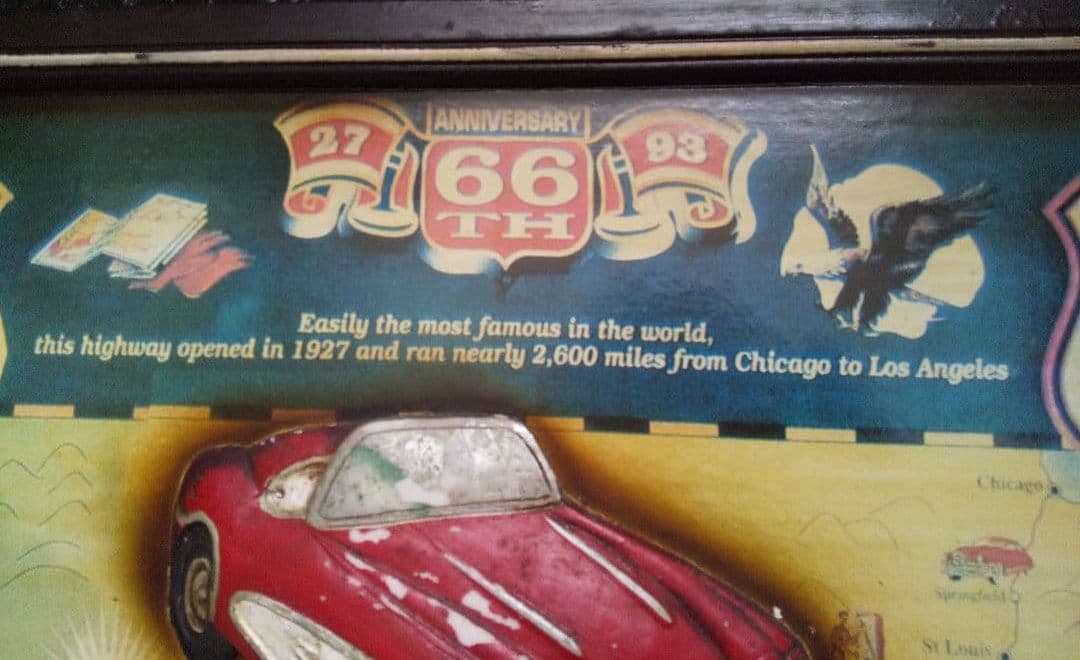 ANNIVERSARY
27 66 93
TH
Easily the most famous in the world,
this highway opened in 1927 and ran nearly 2,600 miles from Chicago to Los Angeles
Chicago
Springfield
St Louis